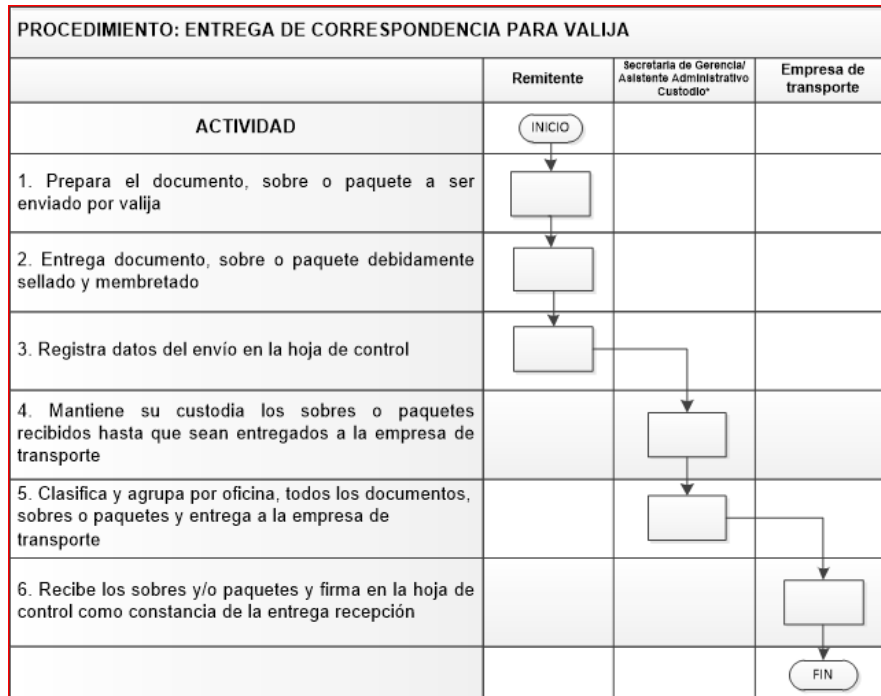 PROCEDIMIENTO: ENTREGA DE CORRESPONDENCIA PARA VALIJA
Remitente
Secretaria de Gerencia/
Asistente Administrativo
Custodio*
Empresa de
transporte
ACTIVIDAD
INICIO
1. Prepara el documento, sobre o paquete a ser
enviado por valija
2. Entrega documento, sobre o paquete debidamente
sellado y membretado
3. Registra datos del envío en la hoja de control
4. Mantiene su custodia los sobres o paquetes
recibidos hasta que sean entregados a la empresa de
transporte
5. Clasifica y agrupa por oficina, todos los documentos,
sobres o paquetes y entrega a la empresa de
transporte
6. Recibe los sobres y/o paquetes y firma en la hoja de
control como constancia de la entrega recepción
FIN